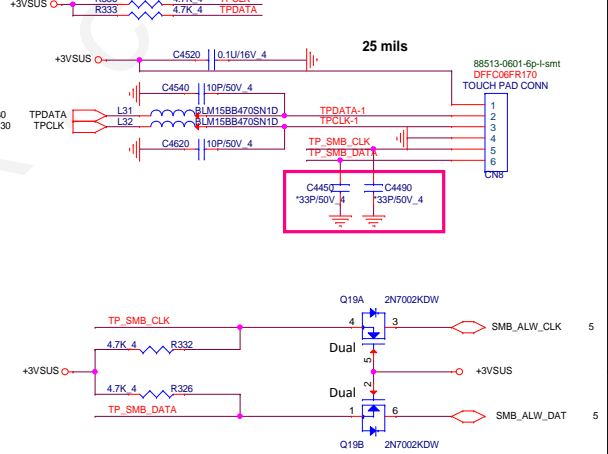 +3VSUS
R333 4.7K_4 TPDATA
25 mils
+3VSUS C4520 0.1U/16V_4
88513-0601-6p-l-smt
DFFC06FR170
TOUCH PAD CONN
C4540 10P/50V_4
1
30 TPDATA L31 BLM15BB470SN1D TPDATA-1 2
30 TPCLK L32 BLM15BB470SN1D TPCLK-1 3
4
TP_SMB_CLK 5
C4620 10P/50V_4
TP_SMB_DATA 6
CN8
C4450 C4490
*33P/50V_4 *33P/50V_4
Q19A 2N7002KDW
TP_SMB_CLK 4 3 SMB_ALW_CLK 5
4.7K_4 R332 Dual
5
+3VSUS +3VSUS
2
4.7K_4 R326 Dual
TP_SMB_DATA 1 6 SMB_ALW_DAT 5
Q19B 2N7002KDW